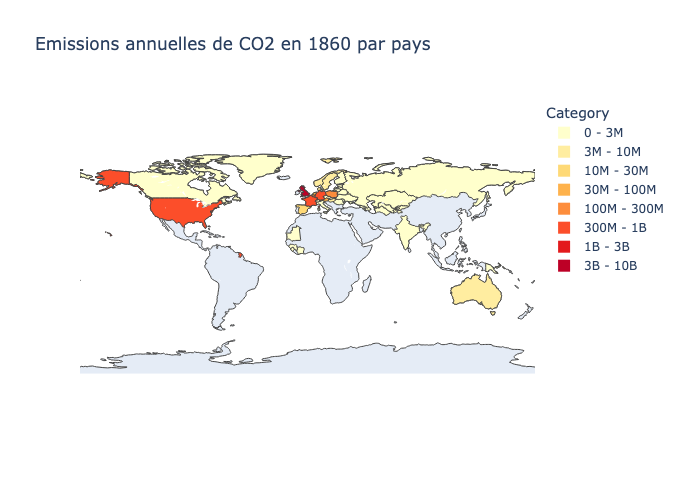 Emissions annuelles de CO2 en 1860 par pays
Category
0 - 3M
3M - 10M
10M - 30M
30M - 100M
100M - 300M
300M - 1B
1B - 3B
3B - 10B